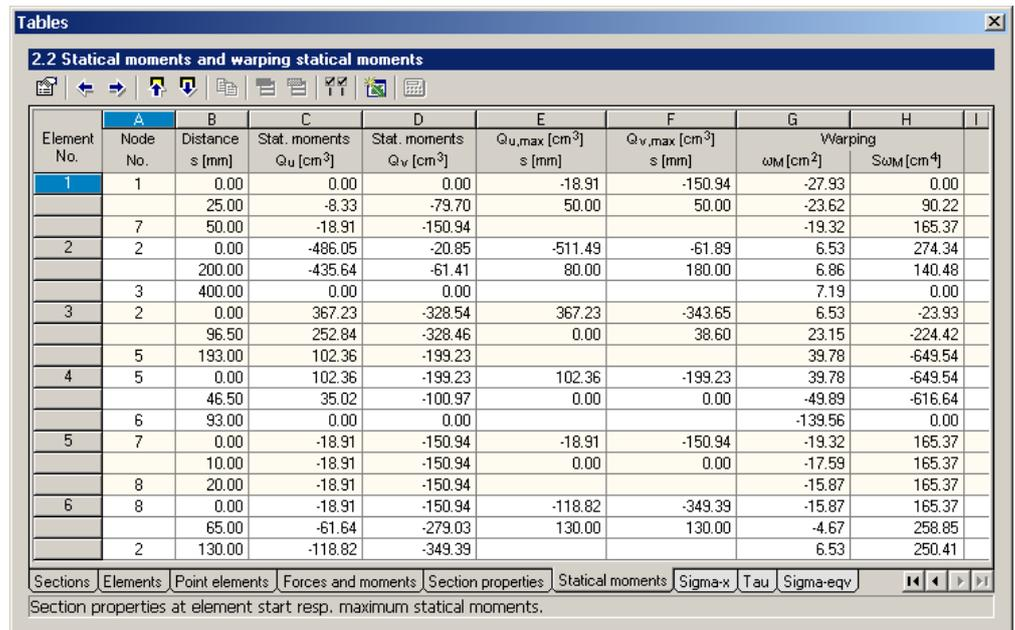 Tables
2.2 Statical moments and warping statical moments
A B C D E F G H I
Element Node Distance Stat. moments Stat. moments Qu,max [cm3] Qv,max [cm3] Warping
No. No. s [mm] Qu [cm3] Qv [cm3] s [mm] s [mm] ωM [cm2] SωM [cm4]
1 1 0.00 0.00 0.00 -18.91 -150.94 -27.93 0.00
25.00 -8.33 -79.70 50.00 50.00 -23.62 90.22
7 50.00 -18.91 -150.94 -19.32 165.37
2 2 0.00 -486.05 -20.85 -511.49 -61.89 6.53 274.34
200.00 -435.64 -61.41 80.00 180.00 6.86 140.48
3 400.00 0.00 0.00 7.19 0.00
3 2 0.00 367.23 -328.54 367.23 -343.65 6.53 -23.93
96.50 252.84 -328.46 0.00 38.60 23.15 -224.42
5 193.00 102.36 -199.23 39.78 -649.54
4 5 0.00 102.36 -199.23 102.36 -199.23 39.78 -649.54
46.50 35.02 -100.97 0.00 0.00 -49.89 -616.64
6 93.00 0.00 0.00 -139.56 0.00
5 7 0.00 -18.91 -150.94 -18.91 -150.94 -19.32 165.37
10.00 -18.91 -150.94 0.00 0.00 -17.59 165.37
8 20.00 -18.91 -150.94 -15.87 165.37
6 8 0.00 -18.91 -150.94 -118.82 -349.39 -15.87 165.37
65.00 -61.64 -279.03 130.00 130.00 -4.67 258.85
2 130.00 -118.82 -349.39 6.53 250.41
Sections Elements Point elements Forces and moments Section properties Statical moments Sigma-x Tau Sigma-eqv
Section properties at element start resp. maximum statical moments.